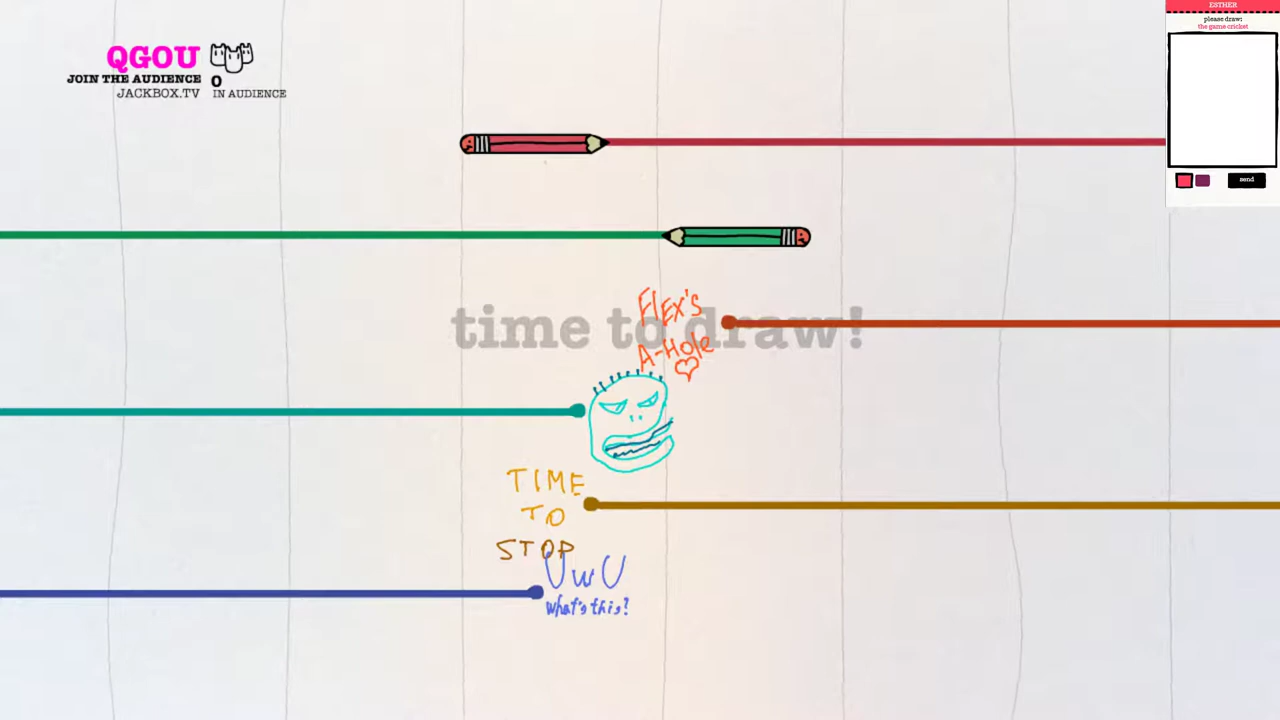 QGOU
JOIN THE AUDIENCE
JACKBOX.TV
0
IN AUDIENCE
ESTHER
please draw:
the game cricket
send
time to draw!
FlEx's
A-Hole
TIME
TO
STOP
UwU
what's this?